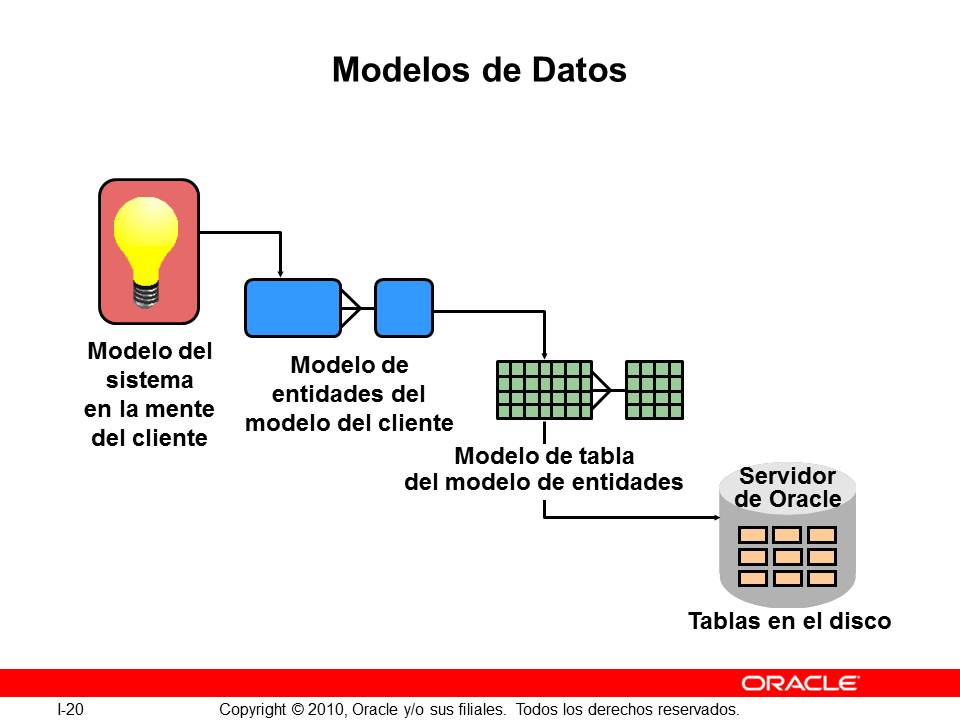 Modelos de Datos
Modelo del
sistema
en la mente
del cliente
Modelo de
entidades del
modelo del cliente
Modelo de tabla
del modelo de entidades
Servidor
de Oracle
Tablas en el disco
ORACLE
I-20
Copyright © 2010, Oracle y/o sus filiales. Todos los derechos reservados.